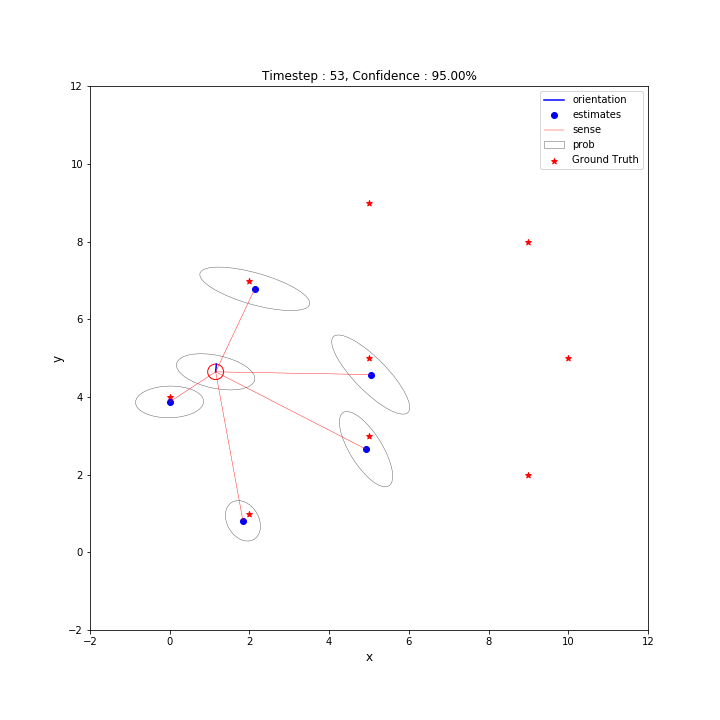 Timestep : 53, Confidence : 95.00%
orientation
estimates
sense
prob
Ground Truth
y
12
10
8
6
4
2
0
−2
−2 0 2 4 6 8 10 12
x